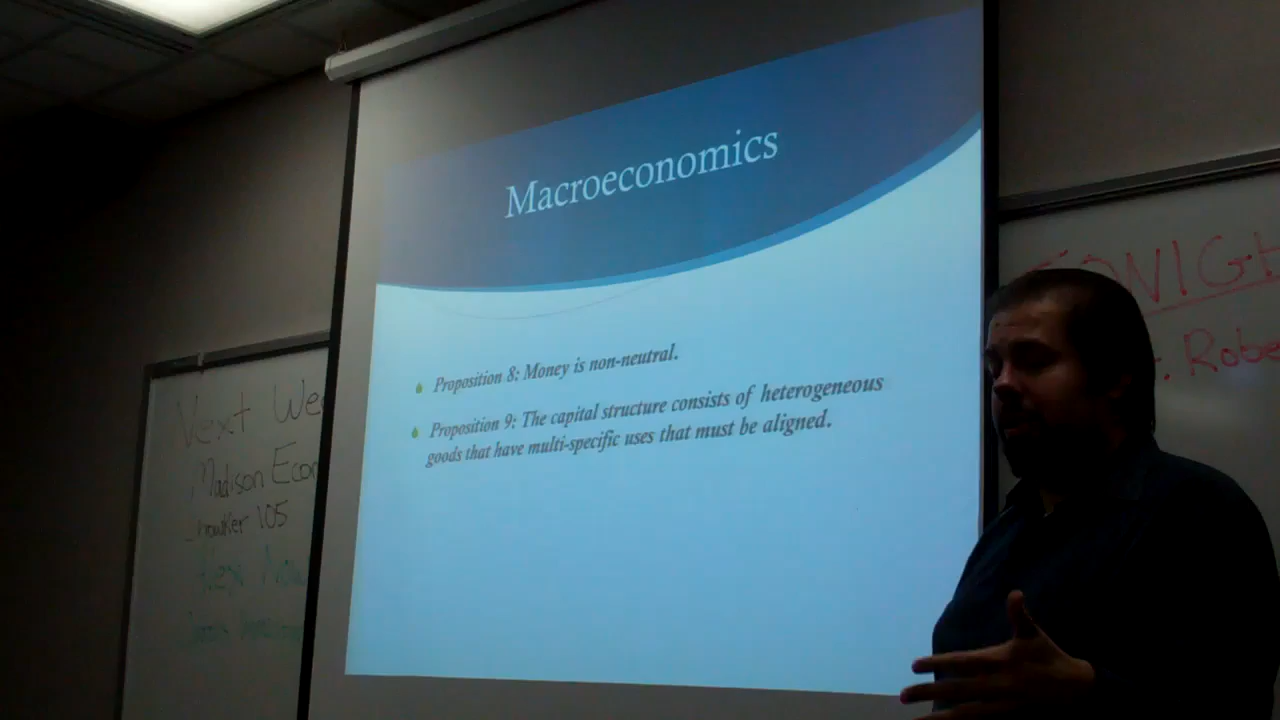 Macroeconomics
Proposition 8: Money is non-neutral.
Proposition 9: The capital structure consists of heterogeneous
goods that have multi-specific uses that must be aligned.
Next We
Madison Econ
105
TONIGH
Robe